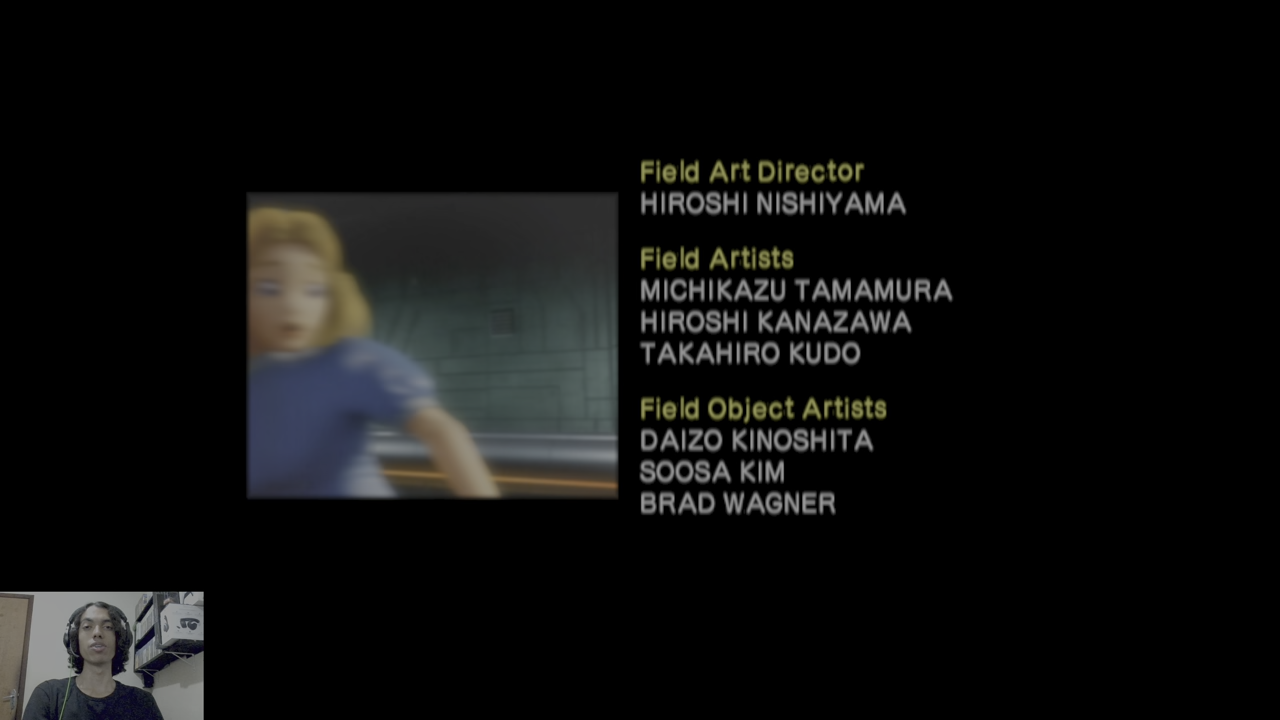 Field Art Director
HIROSHI NISHIYAMA
Field Artists
MICHIKAZU TAMAMURA
HIROSHI KANAZAWA
TAKAHIRO KUDO
Field Object Artists
DAIZO KINOSHITA
SOOSA KIM
BRAD WAGNER